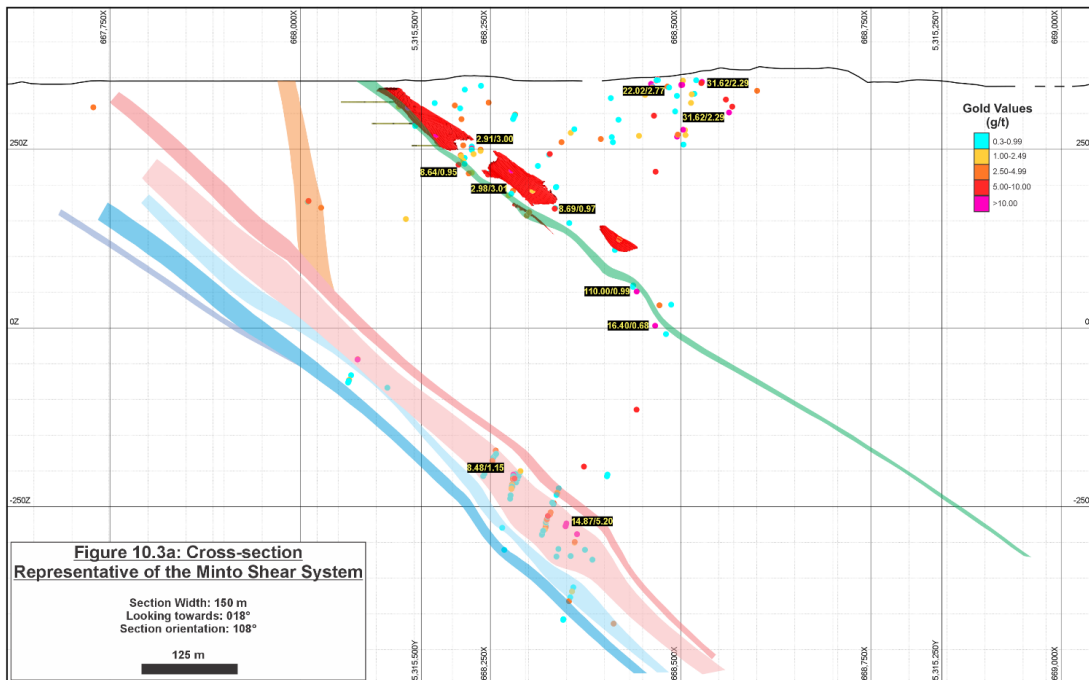 667,750X
668,000X
5,315,500Y
668,250X
668,500X
668,750X
5,315,250Y
669,000X
31.62/2.29
22.02/2.77
Gold Values
(g/t)
0.3-0.99
1.00-2.49
2.50-4.99
5.00-10.00
>10.00
31.62/2.29
2.91/3.00
250Z
8.64/0.95
2.98/3.01
8.69/0.97
110.00/0.99
16.40/0.68
0Z
8.48/1.15
-250Z
14.87/5.20
Figure 10.3a: Cross-section
Representative of the Minto Shear System
Section Width: 150 m
Looking towards: 018°
Section orientation: 108°
125 m
5,315,500Y
668,250X
668,500X
668,750X
5,315,250Y
669,000X